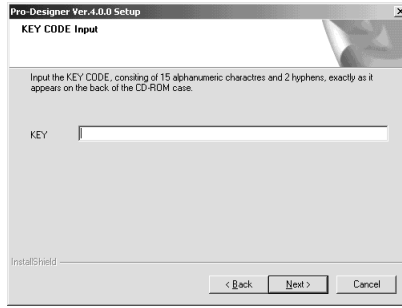 Pro-Designer Ver.4.0.0 Setup
KEY CODE Input
Input the KEY CODE, consiting of 15 alphanumeric charactres and 2 hyphens, exactly as it
appears on the back of the CD-ROM case.
KEY
InstallShield
< Back Next > Cancel